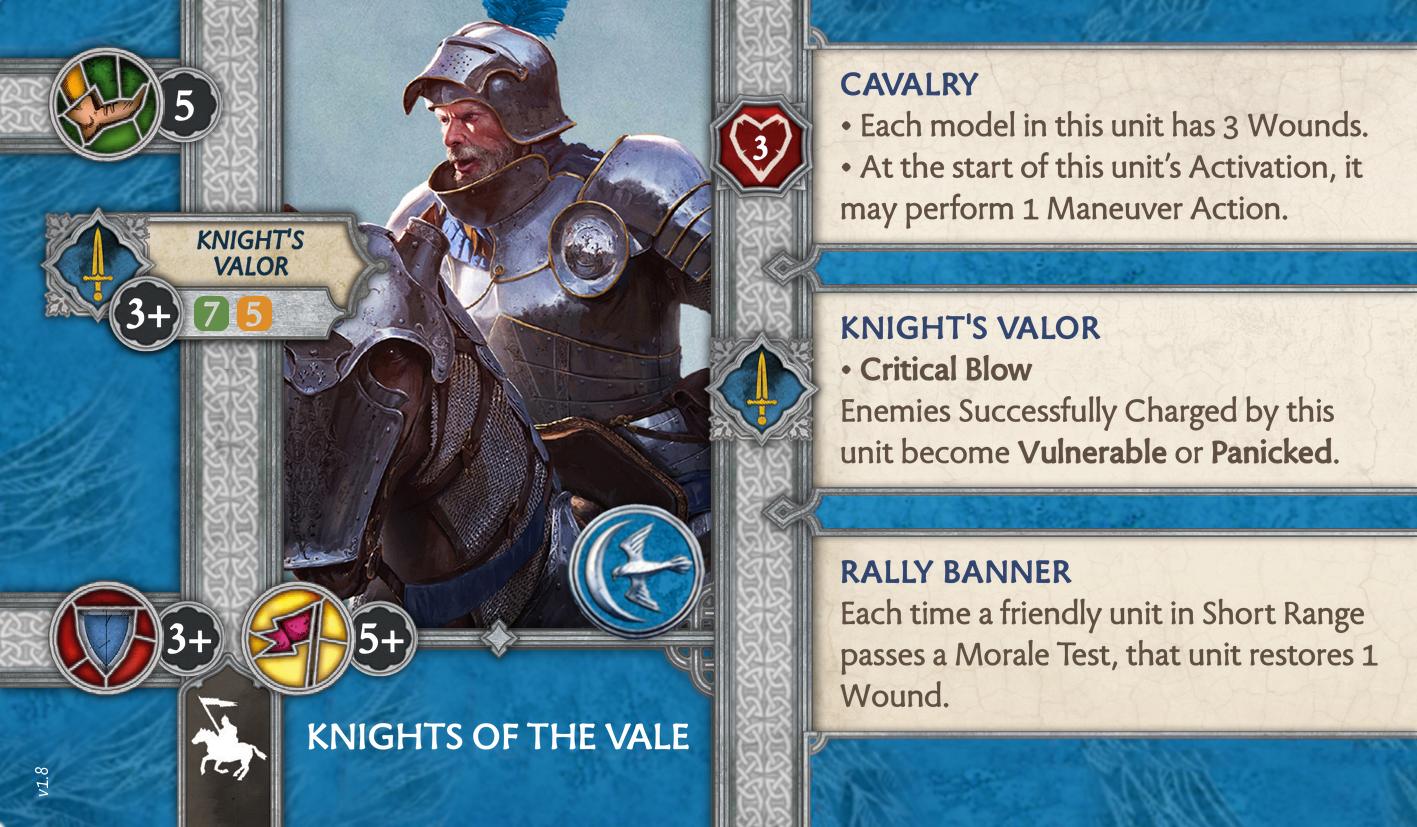 5
KNIGHT'S
VALOR
3+
7 5
3+
5+
KNIGHTS OF THE VALE
v1.8
3
CAVALRY
• Each model in this unit has 3 Wounds.
• At the start of this unit's Activation, it
may perform 1 Maneuver Action.
KNIGHT'S VALOR
• Critical Blow
Enemies Successfully Charged by this
unit become Vulnerable or Panicked.
RALLY BANNER
Each time a friendly unit in Short Range
passes a Morale Test, that unit restores 1
Wound.